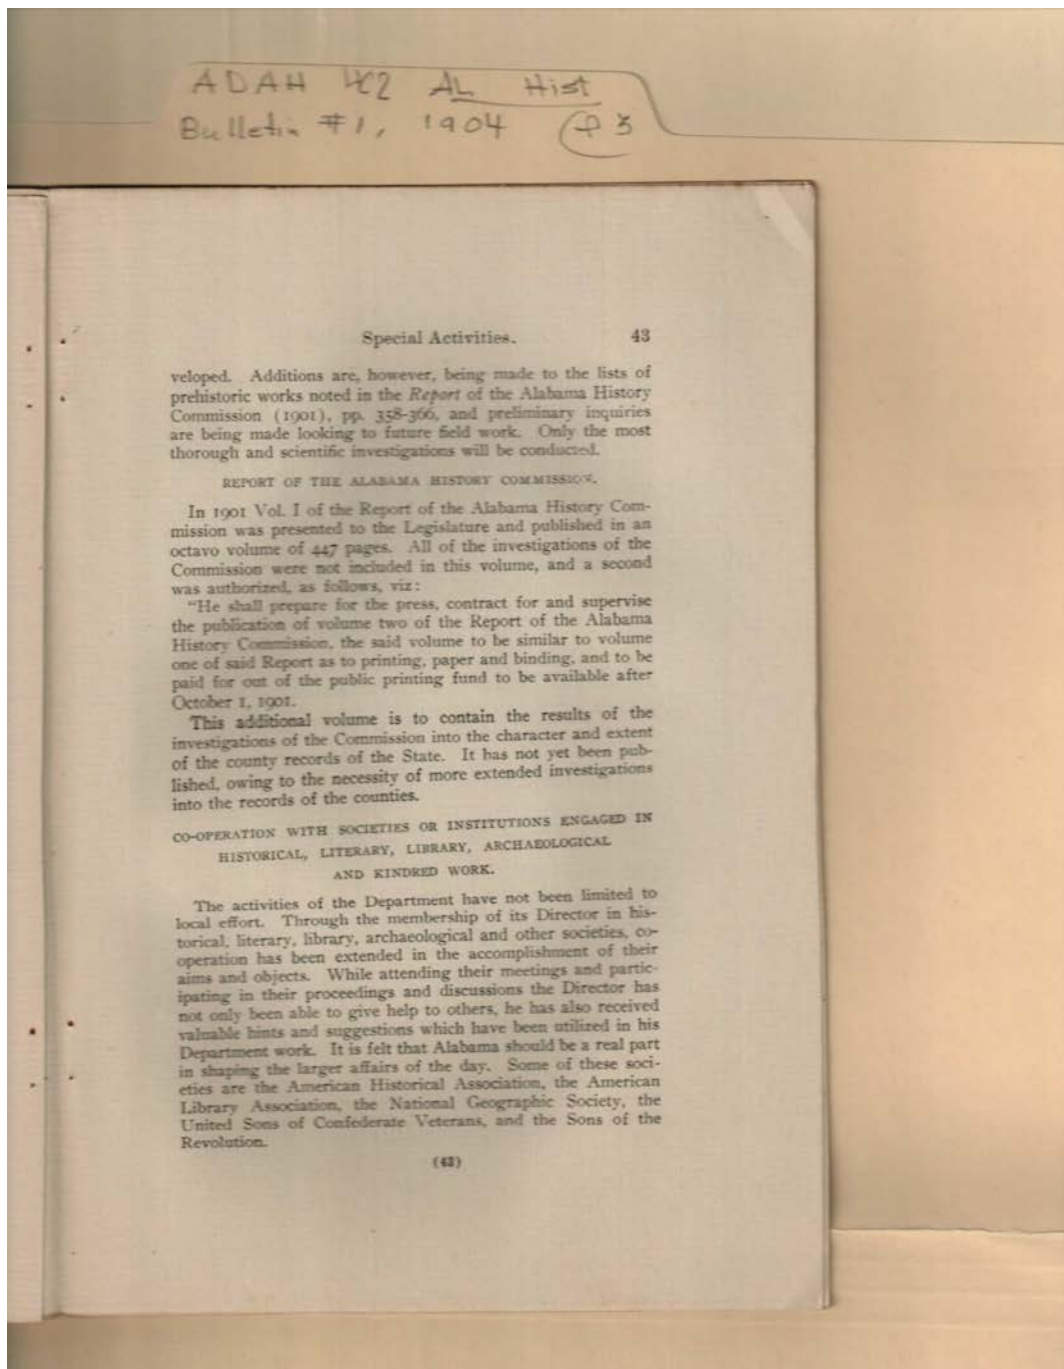 ADAH HC2 AL Hist
Bulletin #1, 1904 P3
Special Activities. 43
veloped. Additions are, however, being made to the lists of
prehistoric works noted in the Report of the Alabama History
Commission (1901), pp. 358-366, and preliminary inquiries
are being made looking to future field work. Only the most
thorough and scientific investigations will be conducted.
REPORT OF THE ALABAMA HISTORY COMMISSION.
In 1901 Vol. I of the Report of the Alabama History Com-
mission was presented to the Legislature and published in an
octavo volume of 447 pages. All of the investigations of the
Commission were not included in this volume, and a second
was authorized, as follows, viz:
"He shall prepare for the press, contract for and supervise
the publication of volume two of the Report of the Alabama
History Commission, the said volume to be similar to volume
one of said Report as to printing, paper and binding, and to be
paid for out of the public printing fund to be available after
October 1, 1901.
This additional volume is to contain the results of the
investigations of the Commission into the character and extent
of the county records of the State. It has not yet been pub-
lished, owing to the necessity of more extended investigations
into the records of the counties.
CO-OPERATION WITH SOCIETIES OR INSTITUTIONS ENGAGED IN
HISTORICAL, LITERARY, LIBRARY, ARCHAEOLOGICAL
AND KINDRED WORK.
The activities of the Department have not been limited to
local effort. Through the membership of its Director in his-
torical, literary, library, archaeological and other societies, co-
operation has been extended in the accomplishment of their
aims and objects. While attending their meetings and partic-
ipating in their proceedings and discussions the Director has
not only been able to give help to others, he has also received
valuable hints and suggestions which have been utilized in his
Department work. It is felt that Alabama should be a real part
in shaping the larger affairs of the day. Some of these soci-
eties are the American Historical Association, the American
Library Association, the National Geographic Society, the
United Sons of Confederate Veterans, and the Sons of the
Revolution.
(43)